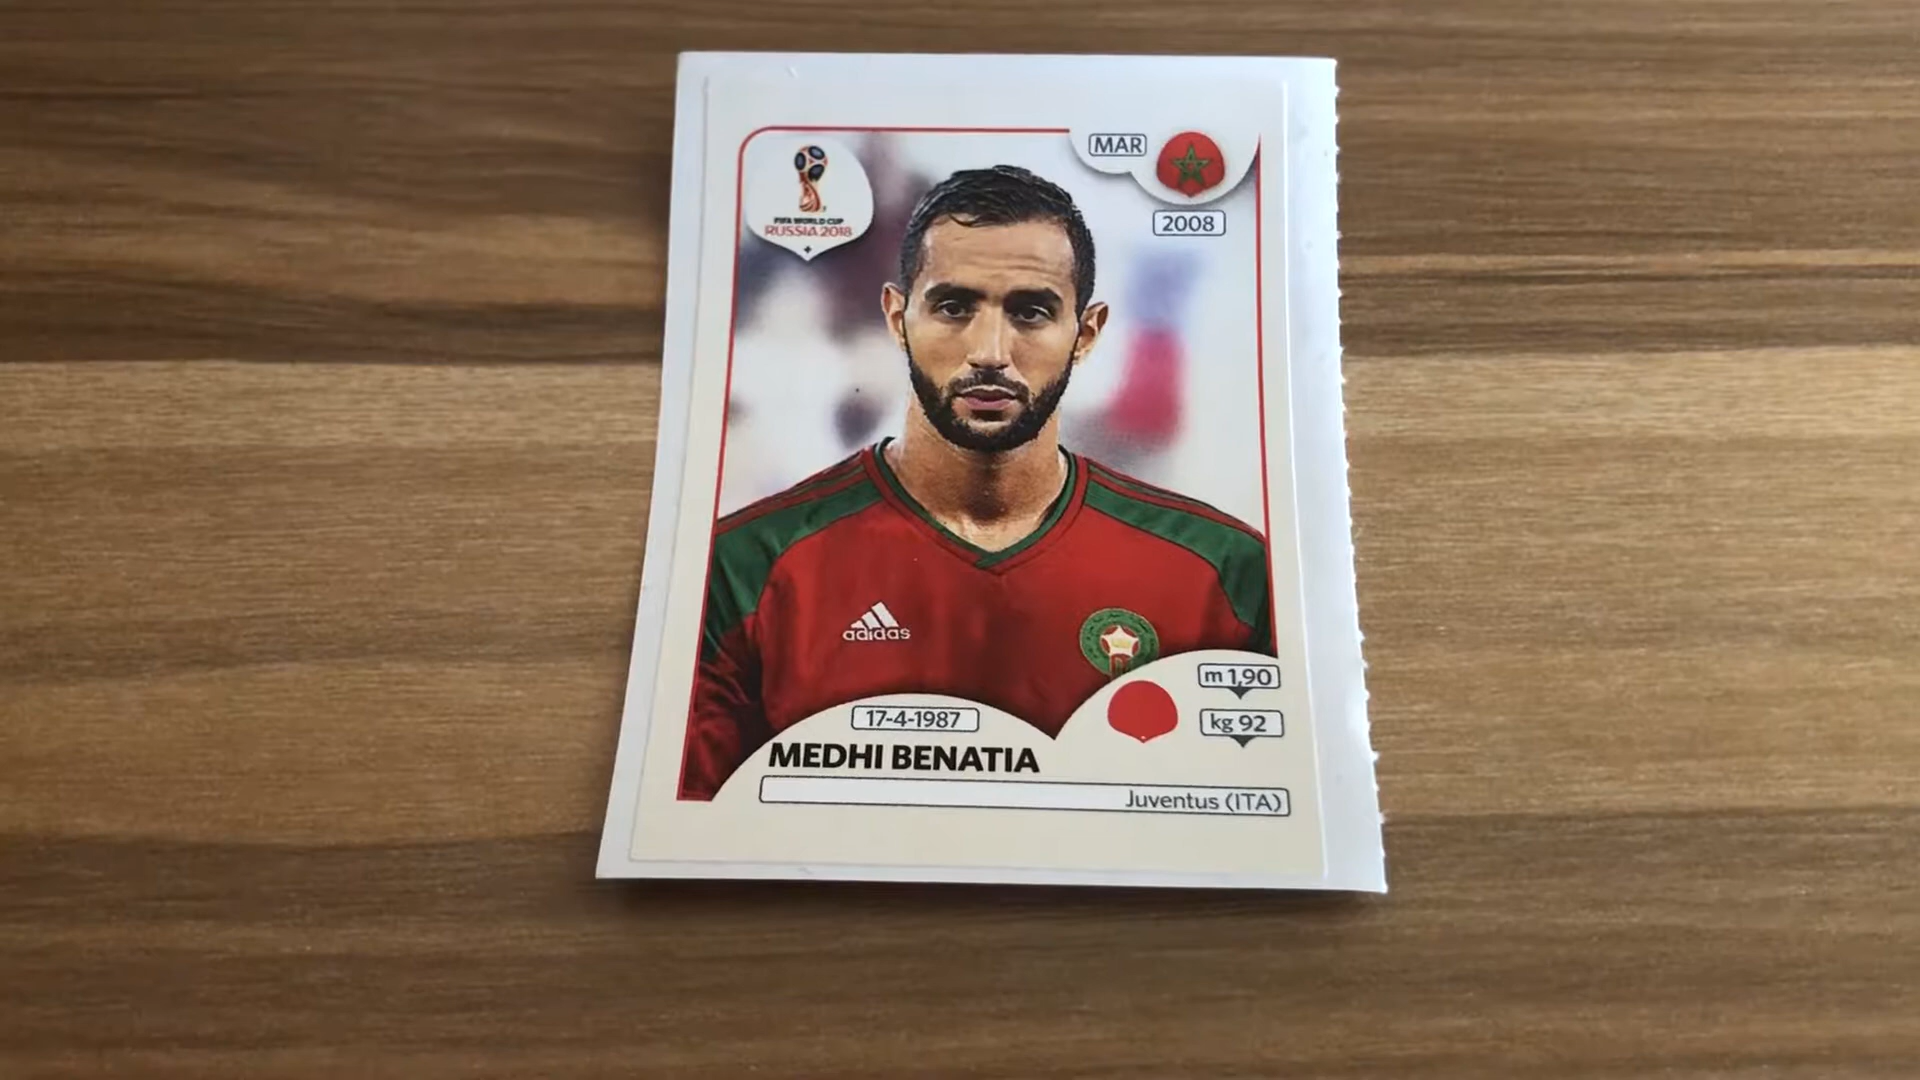 MAR
FIFA WORLD CUP
RUSSIA 2018
2008
adidas
m 1,90
17-4-1987
kg 92
MEDHI BENATIA
Juventus (ITA)